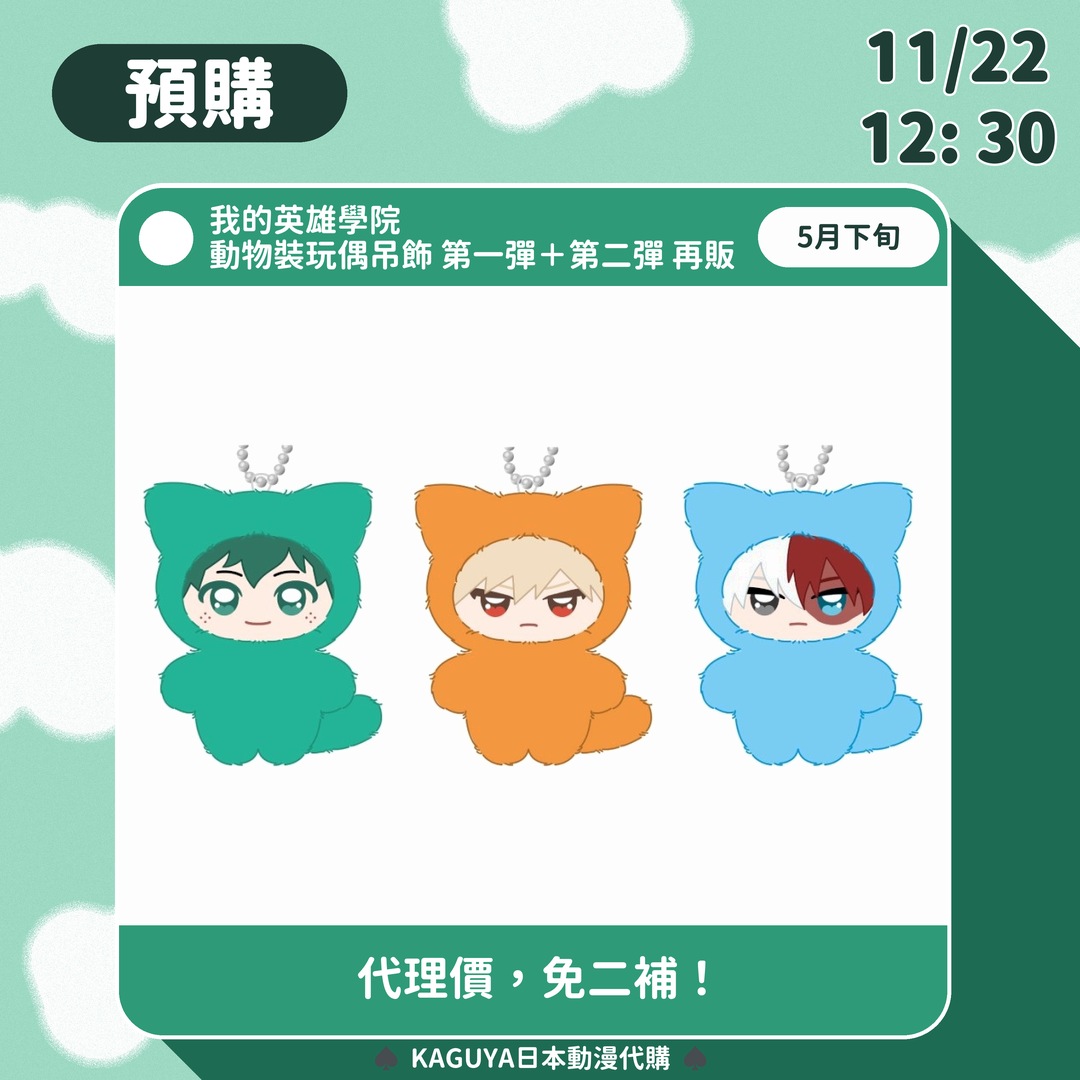 預購
11/22
12: 30
我的英雄學院
動物裝玩偶吊飾 第一彈＋第二彈 再販
5月下旬
代理價，免二補！
♠ KAGUYA日本動漫代購 ♠